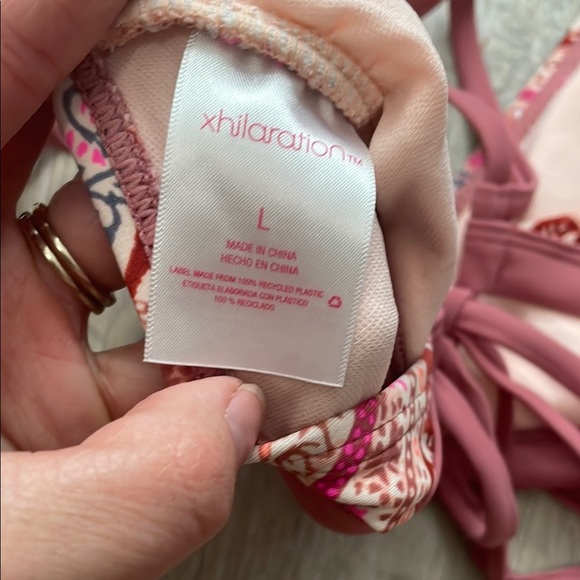 xhilaration™
L
MADE IN CHINA
HECHO EN CHINA
LABEL MADE FROM 100% RECYCLED PLASTIC
ETIQUETA ELABORADA CON PLÁSTICO
100 % RECICLADO